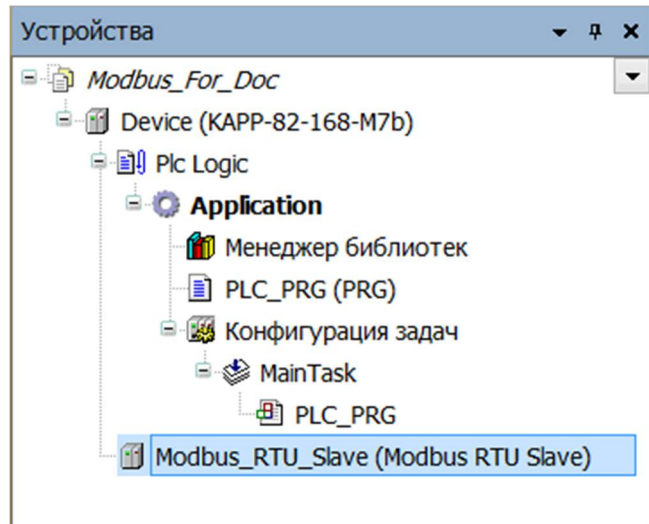 Устройства
Modbus_For_Doc
Device (KAPP-82-168-M7b)
Plc Logic
Application
Менеджер библиотек
PLC_PRG (PRG)
Конфигурация задач
MainTask
PLC_PRG
Modbus_RTU_Slave (Modbus RTU Slave)